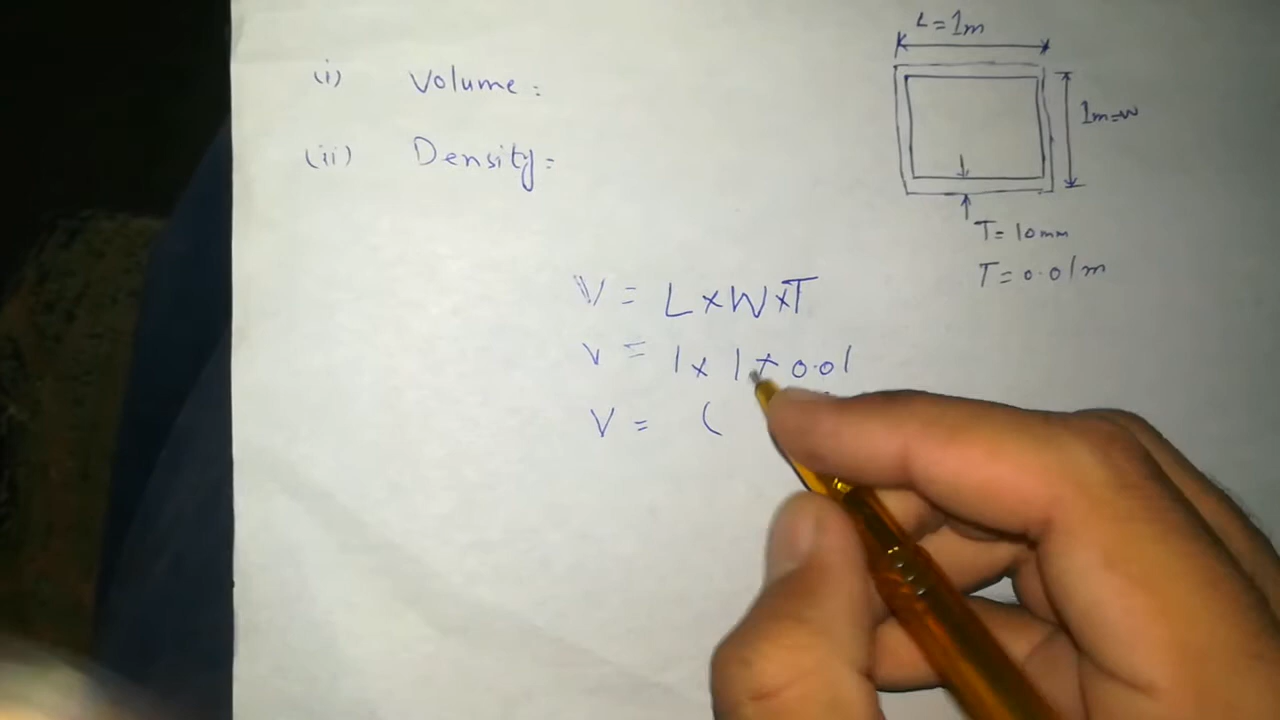 L = 1m
(i) Volume:
1m=W
(ii) Density=
T= 10mm
T= 0.01m
V = L×W×T
V = 1×1×0.01
V = (